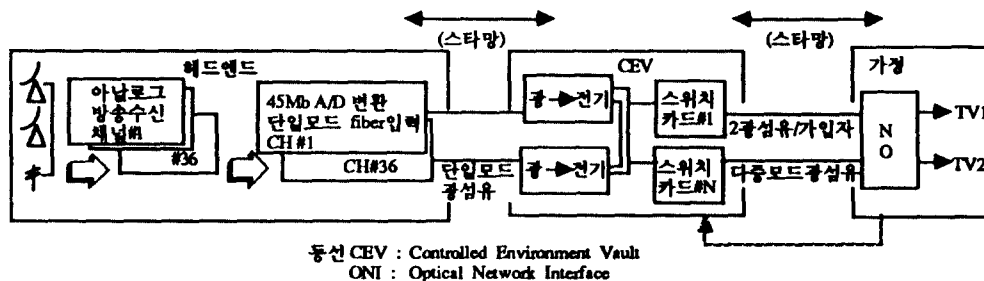 (스타망)
(스타망)
헤드엔드
CEV
가정
아날로그
방송수신
채널#1
#36
45Mb A/D 변환
단일모드 fiber입력
CH #1
CH#36
단일모드
광섬유
광 전기
광 전기
스위치
카드#1
스위치
카드#N
2광섬유/가입자
다중모드광섬유
N
O
TV1
TV2
동선 CEV : Controlled Environment Vault
ONI : Optical Network Interface